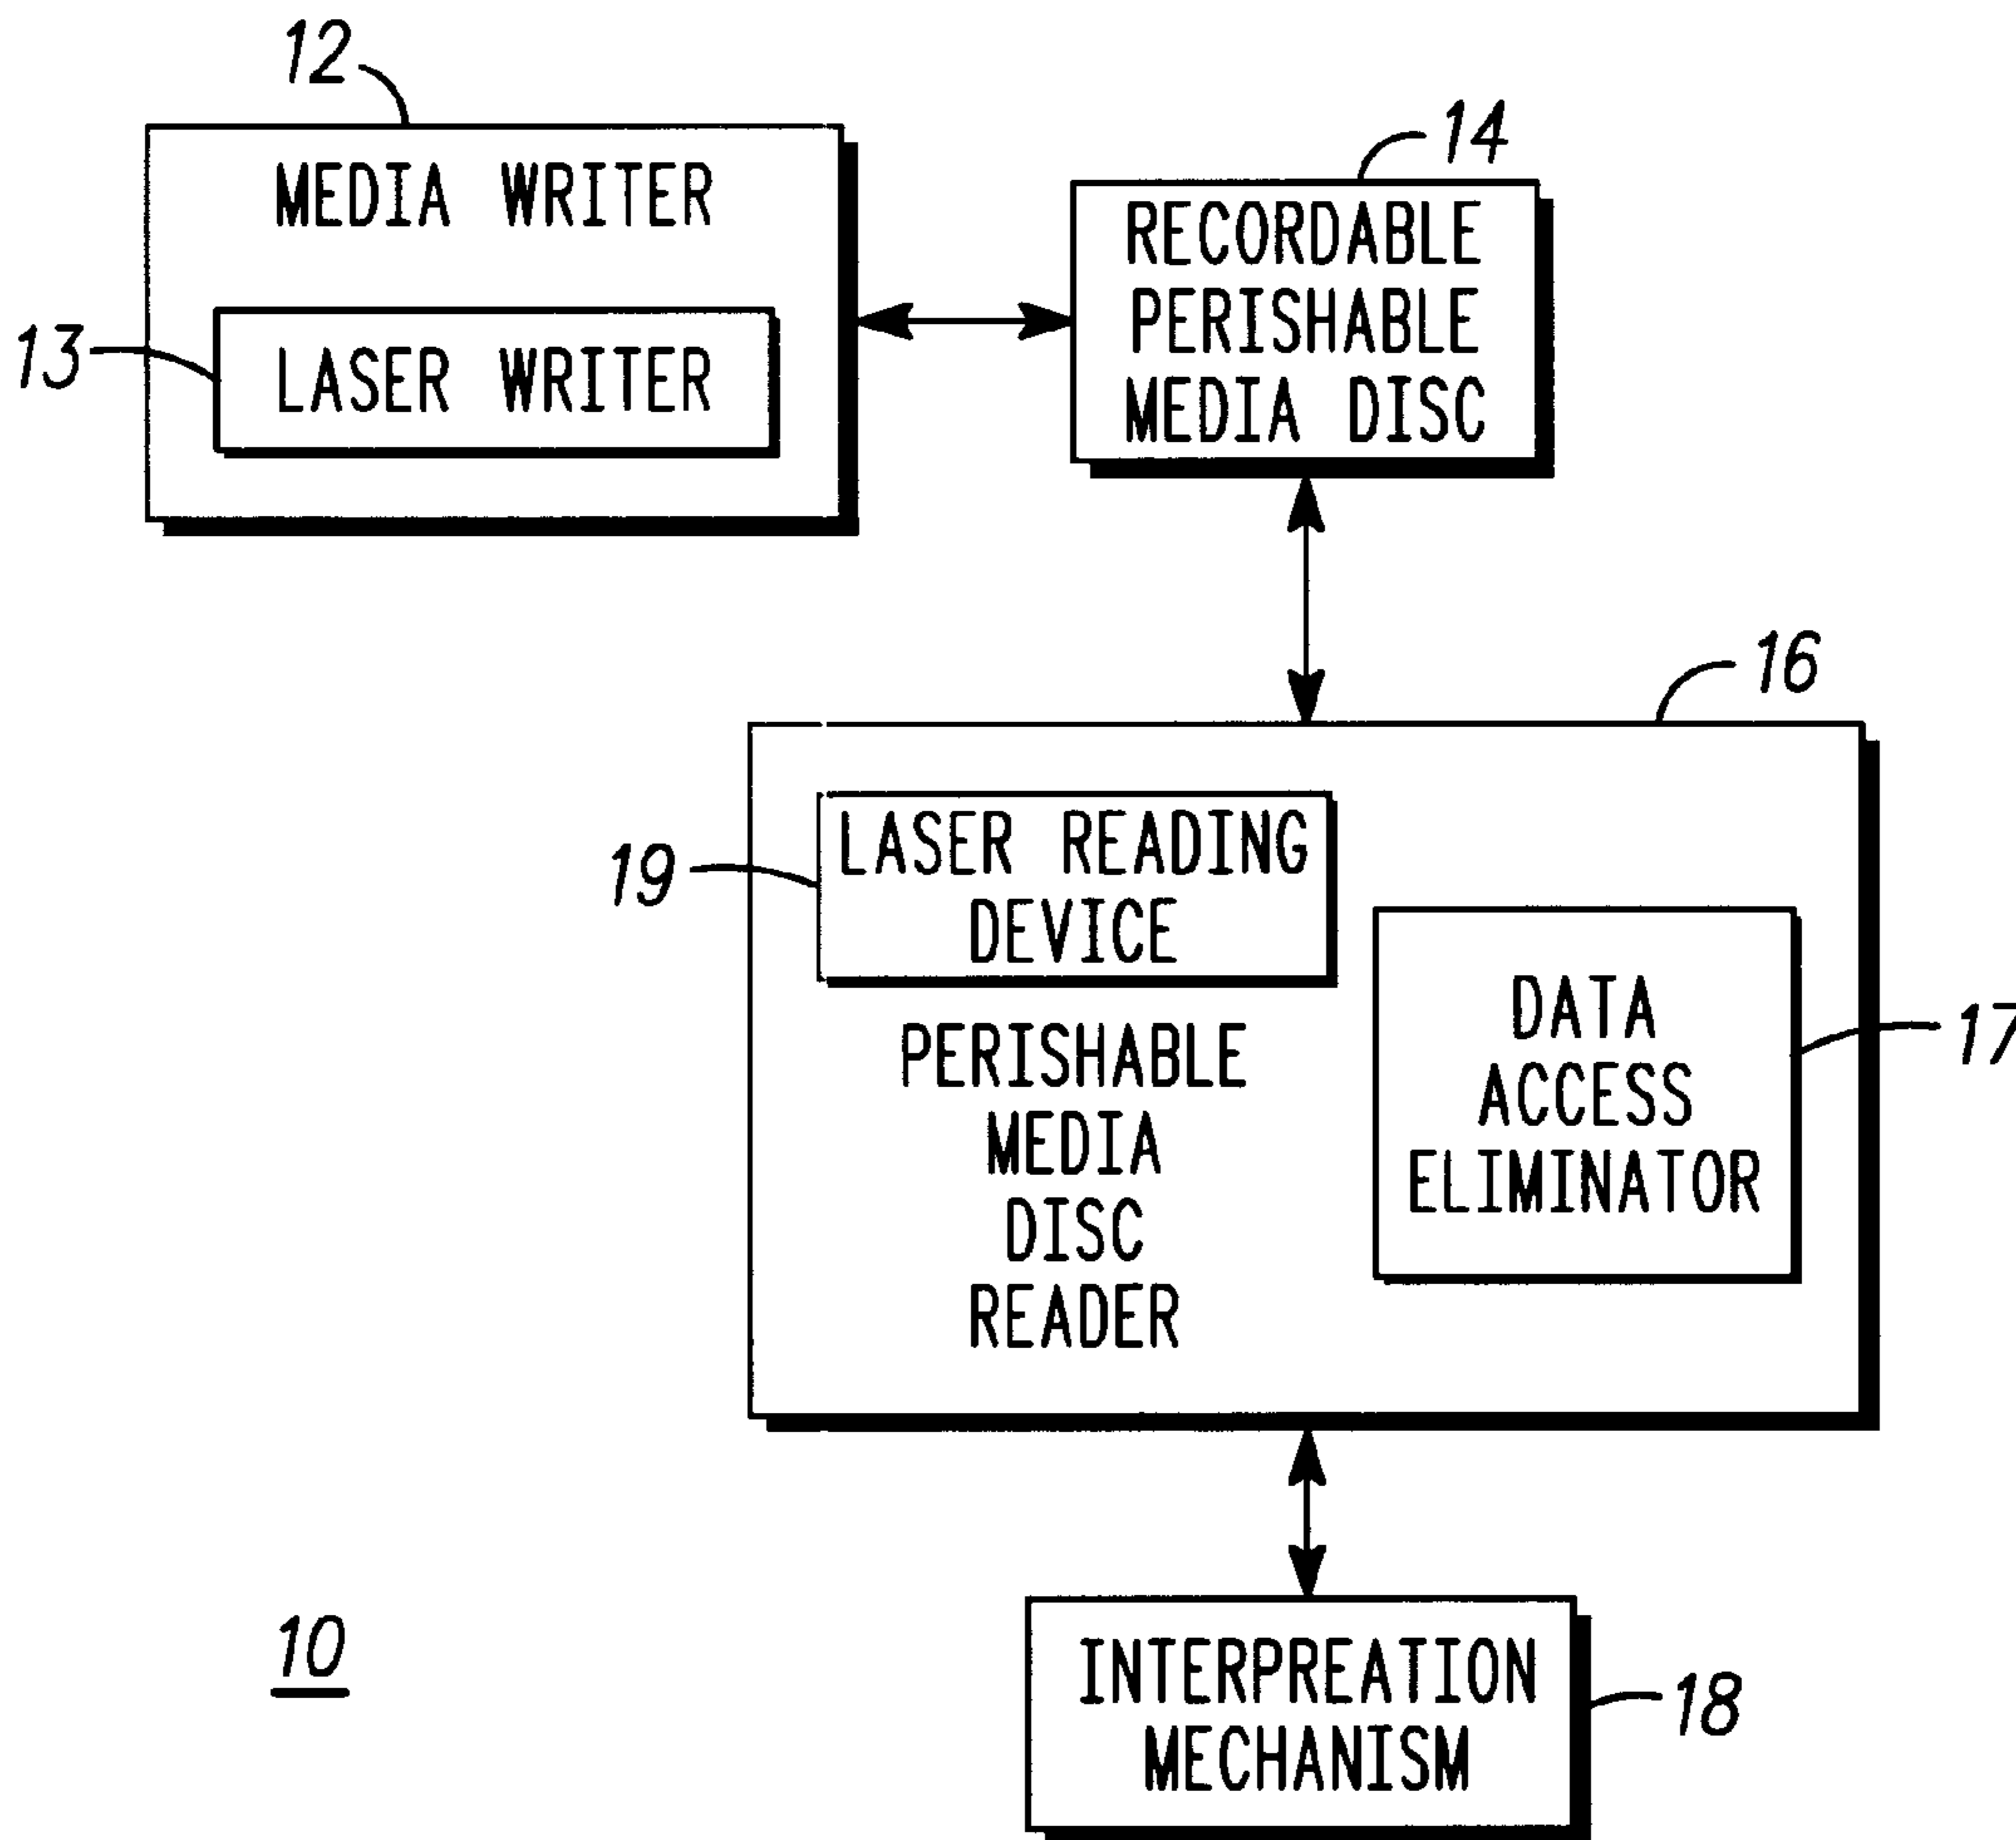 12
MEDIA WRITER
13
LASER WRITER
14
RECORDABLE
PERISHABLE
MEDIA DISC
16
19
LASER READING
DEVICE
PERISHABLE
MEDIA
DISC
READER
DATA
ACCESS
ELIMINATOR
17
10
INTERPREATION
MECHANISM
18